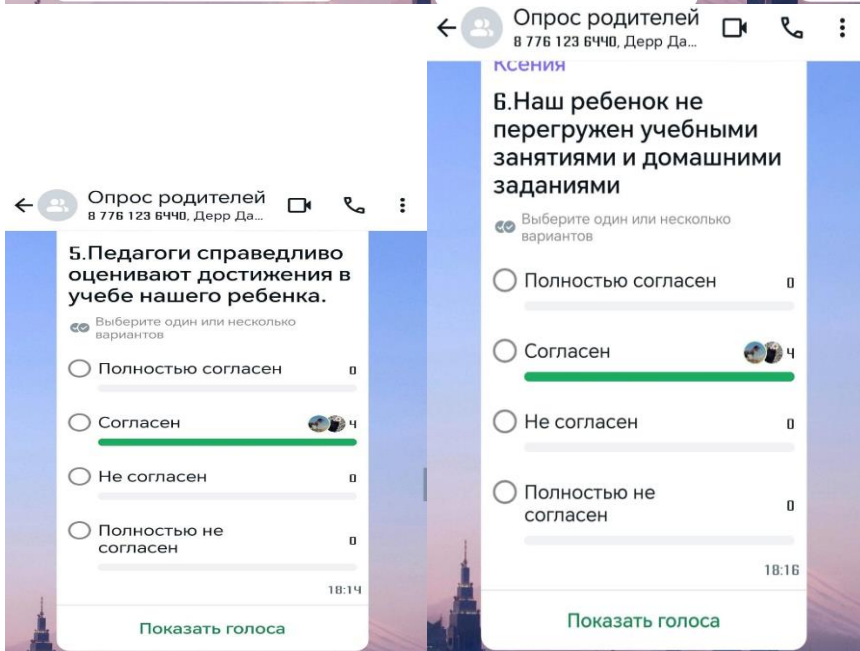 Опрос родителей
8 776 123 6440, Дерр Да...
5.Педагоги справедливо
оценивают достижения в
учебе нашего ребенка.
Выберите один или несколько
вариантов
Полностью согласен 0
Согласен 4
Не согласен 0
Полностью не
согласен 0
18:14
Показать голоса
Опрос родителей
8 776 123 6440, Дерр Да...
Ксения
6.Наш ребенок не
перегружен учебными
занятиями и домашними
заданиями
Выберите один или несколько
вариантов
Полностью согласен 0
Согласен 4
Не согласен 0
Полностью не
согласен 0
18:16
Показать голоса